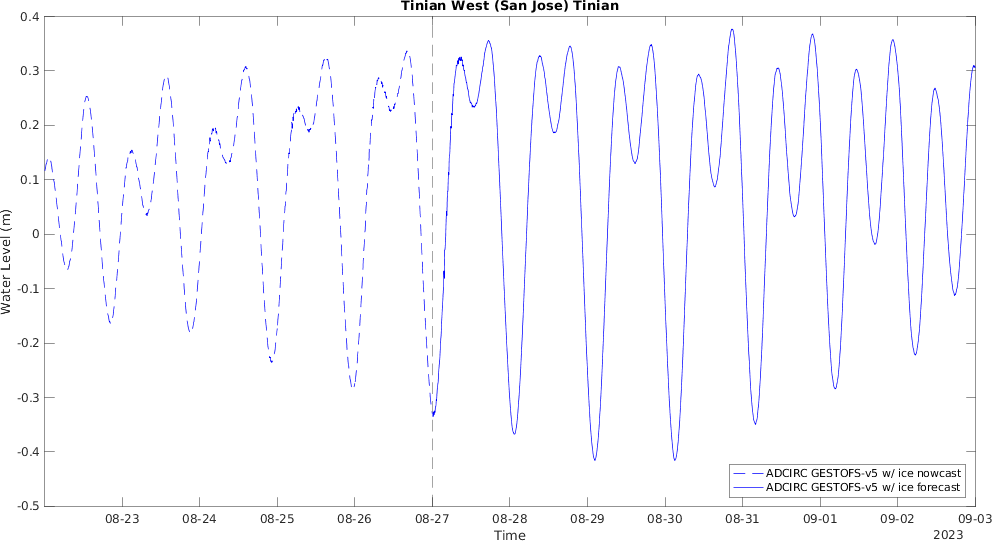 Tinian West (San Jose) Tinian
0.4
0.3
0.2
0.1
0
-0.1
-0.2
-0.3
-0.4
-0.5
Water Level (m)
ADCIRC GESTOFS-v5 w/ ice nowcast
ADCIRC GESTOFS-v5 w/ ice forecast
08-23 08-24 08-25 08-26 08-27 08-28 08-29 08-30 08-31 09-01 09-02 09-03
Time
2023